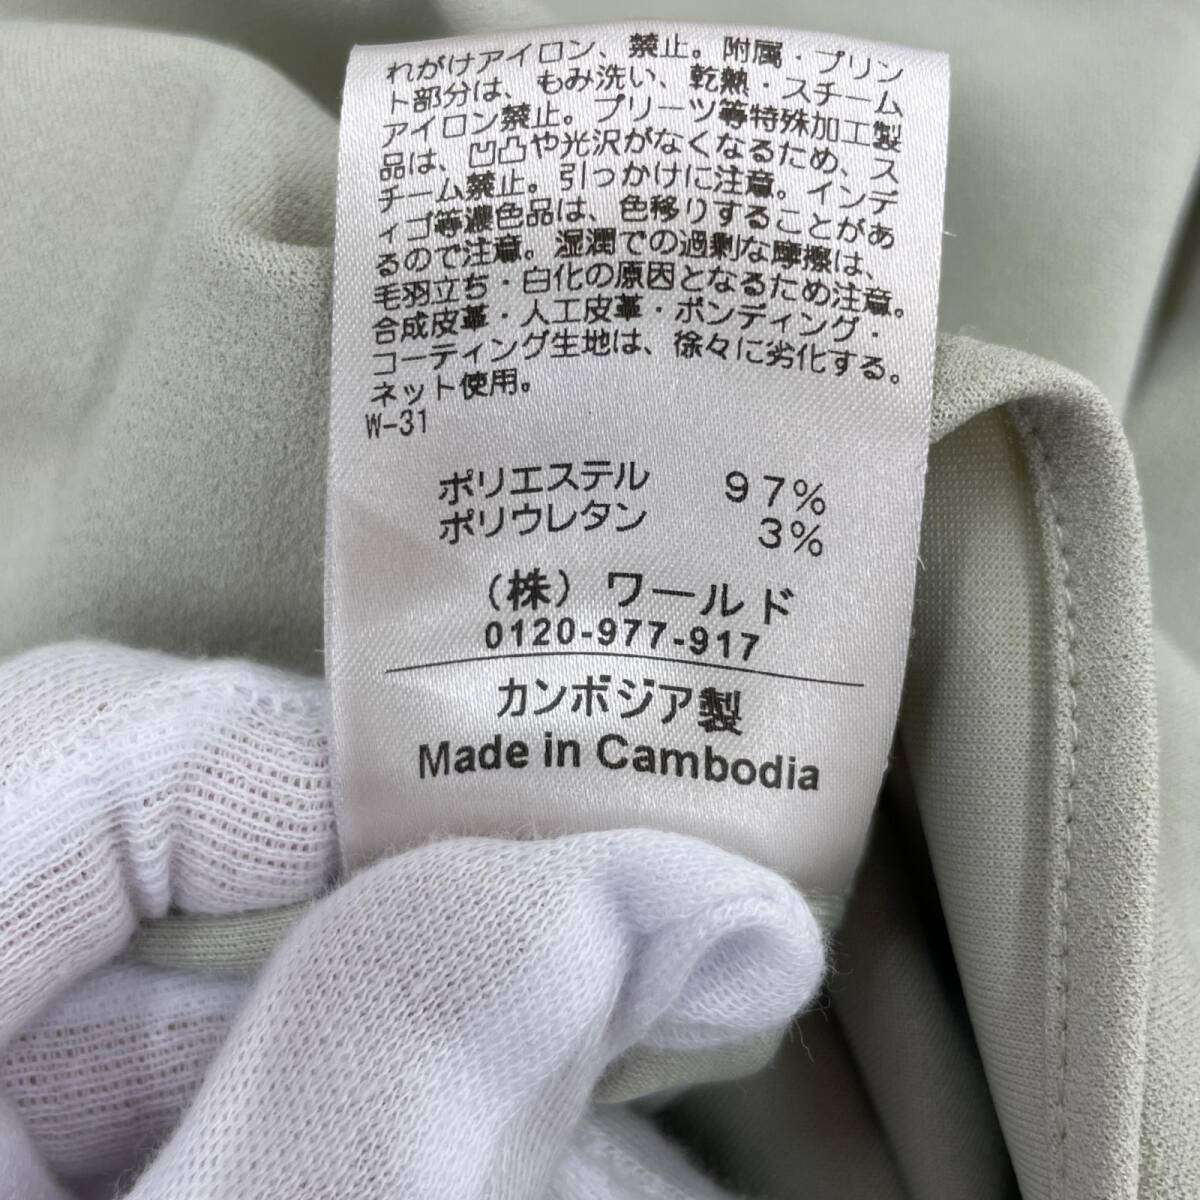 れがけアイロン、禁止。附属・プリン
ト部分は、もみ洗い、乾熱・スチーム
アイロン禁止。プリーツ等特殊加工製
品は、凹凸や光沢がなくなるため、ス
チーム禁止。引っかけに注意。インデ
ィゴ等濃色品は、色移りすることがあ
るので注意。湿潤での過剰な摩擦は、
毛羽立ち・白化の原因となるため注意。
合成皮革・人工皮革・ボンディング・
コーティング生地は、徐々に劣化する。
ネット使用。
W-31
ポリエステル 97%
ポリウレタン 3%
(株) ワールド
0120-977-917
カンボジア製
Made in Cambodia